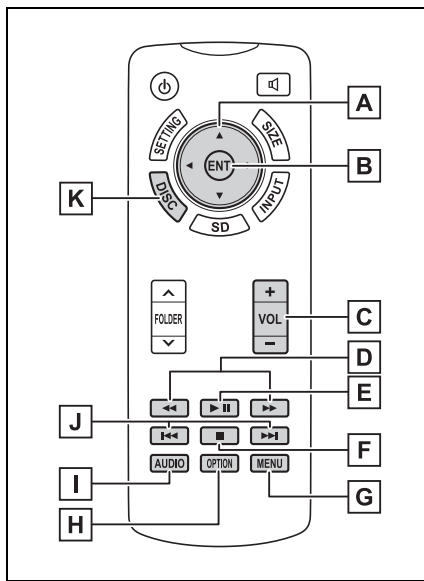 A
SETTING
SIZE
ENT
B
K
DISC
SD
INPUT
FOLDER
+
VOL
−
C
D
E
J
F
AUDIO
OPTION
MENU
I
H
G